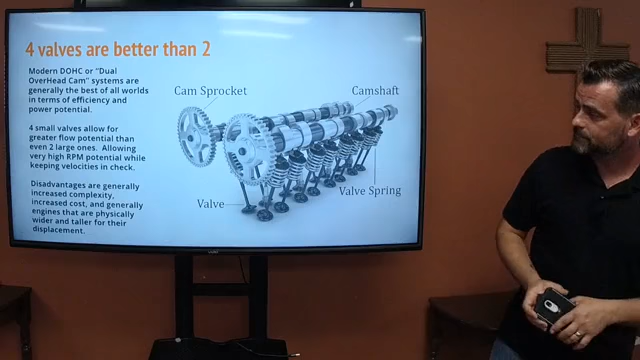 4 valves are better than 2
Modern DOHC or “Dual
OverHead Cam” systems are
generally the best of all worlds
in terms of efficiency and
power potential.
4 small valves allow for
greater flow potential than
even 2 large ones. Allowing
very high RPM potential while
keeping velocities in check.
Disadvantages are generally
increased complexity,
increased cost, and generally
engines that are physically
wider and taller for their
displacement.
Cam Sprocket
Camshaft
Valve
Valve Spring